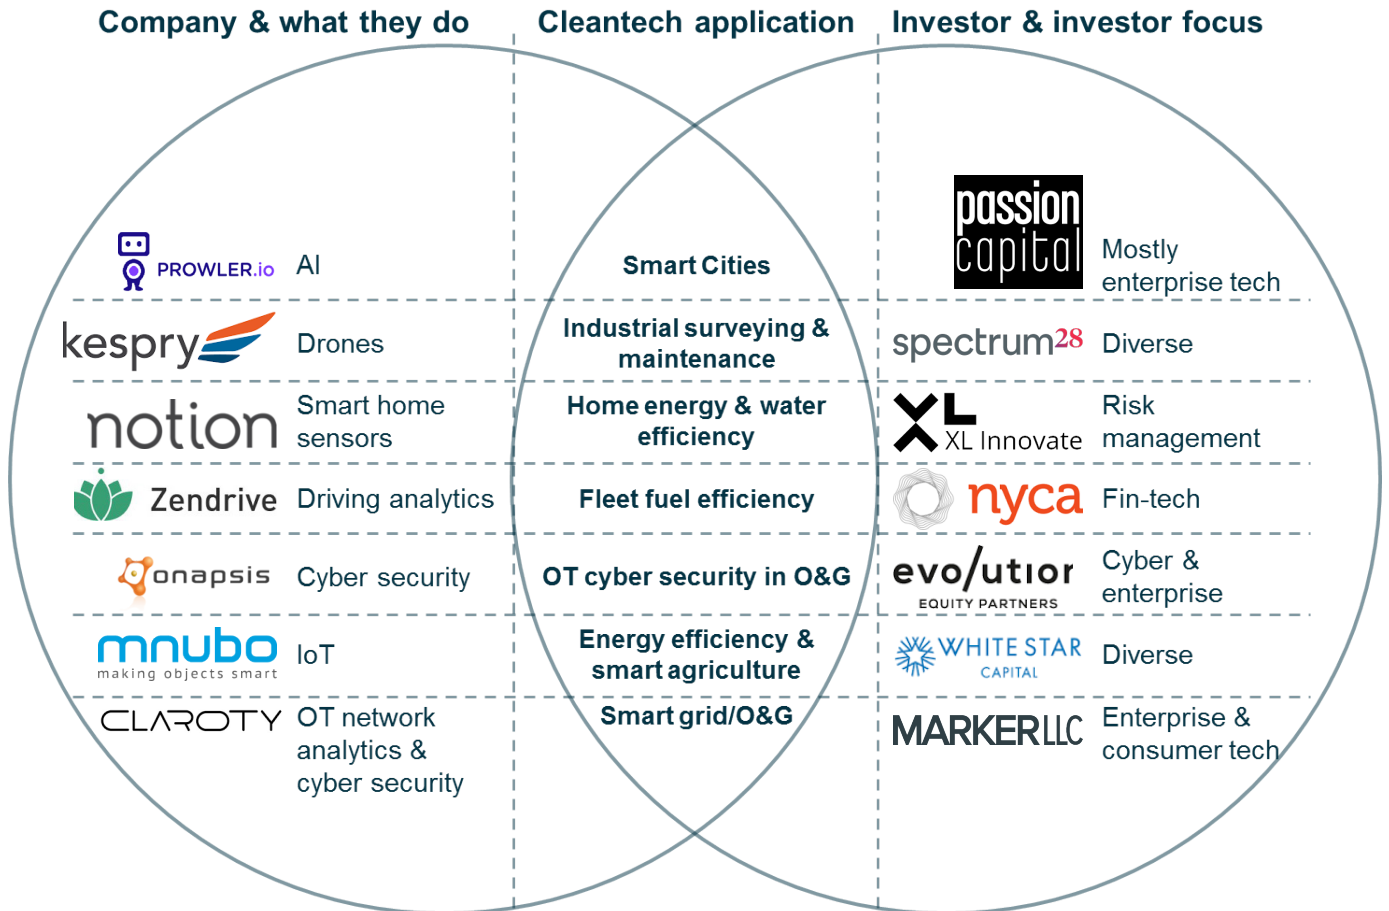 Company & what they do
Cleantech application
Investor & investor focus
PROWLER.io
AI
Smart Cities
passion
capital
Mostly
enterprise tech
kespry
Drones
Industrial surveying &
maintenance
spectrum28
Diverse
notion
Smart home
sensors
Home energy & water
efficiency
XL
XL Innovate
Risk
management
Zendrive
Driving analytics
Fleet fuel efficiency
nyca
Fin-tech
onapsis
Cyber security
OT cyber security in O&G
evo/utior
EQUITY PARTNERS
Cyber &
enterprise
mnubo
making objects smart
IoT
Energy efficiency &
smart agriculture
WHITE STAR
CAPITAL
Diverse
CLAROTY
OT network
analytics &
cyber security
Smart grid/O&G
MARKER LLC
Enterprise &
consumer tech